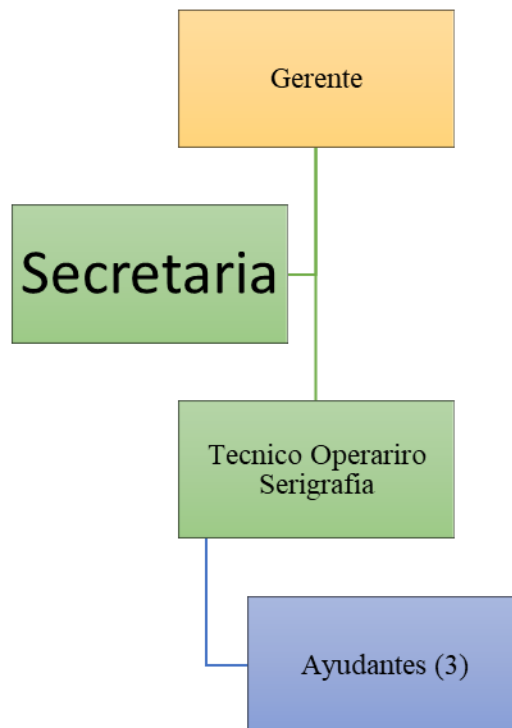 Gerente
Secretaria
Tecnico Operariro
Serigrafia
Ayudantes (3)